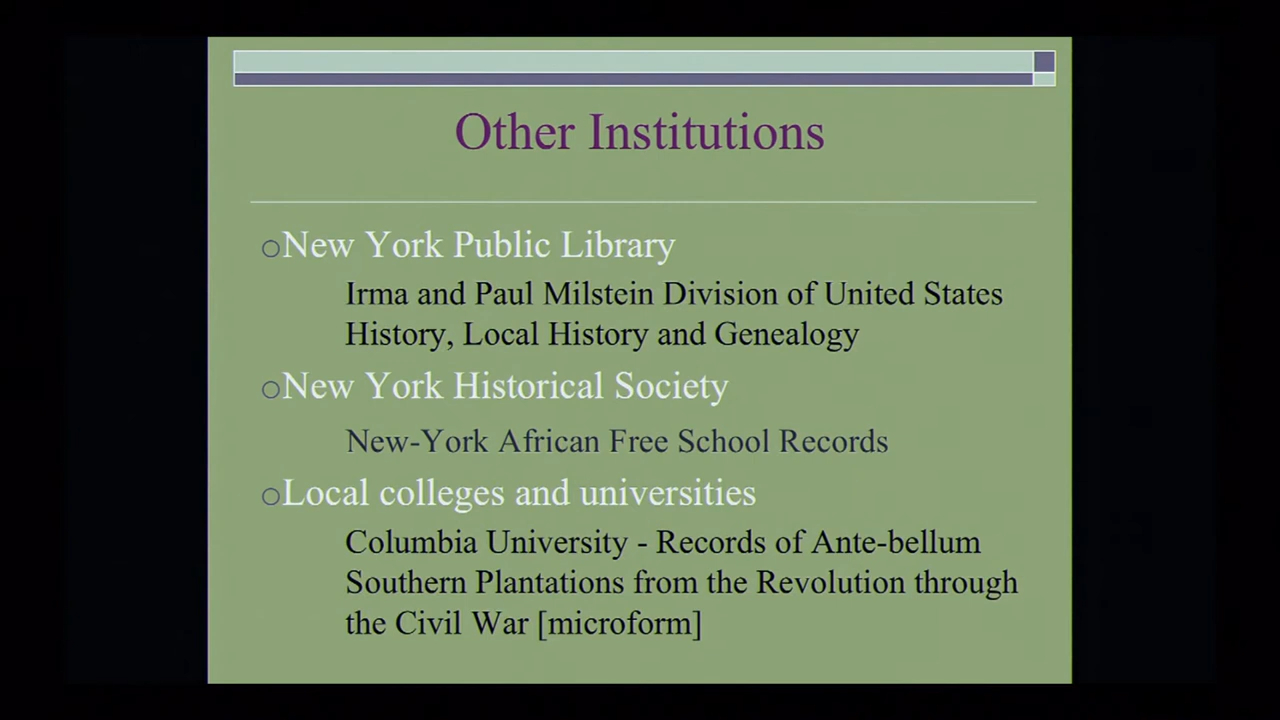 Other Institutions
New York Public Library
Irma and Paul Milstein Division of United States
History, Local History and Genealogy
New York Historical Society
New-York African Free School Records
Local colleges and universities
Columbia University - Records of Ante-bellum
Southern Plantations from the Revolution through
the Civil War [microform]